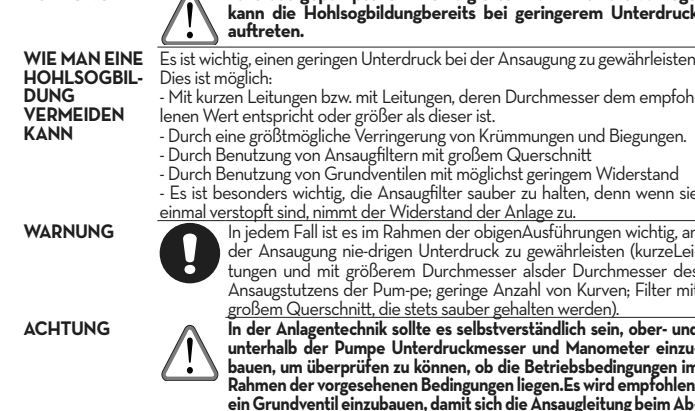 kann die Hohlsogbildungbereits bei geringerem Unterdruck
auftreten.
WIE MAN EINE
HOHLSOGBIL-
DUNG
VERMEIDEN
KANN
Es ist wichtig, einen geringen Unterdruck bei der Ansaugung zu gewährleisten
Dies ist möglich:
- Mit kurzen Leitungen bzw. mit Leitungen, deren Durchmesser dem empfoh
lenen Wert entspricht oder größer als dieser ist.
- Durch eine größtmögliche Verringerung von Krümmungen und Biegungen.
- Durch Benutzung von Ansaugfiltern mit großem Querschnitt
- Durch Benutzung von Grundventilen mit möglichst geringem Widerstand
- Es ist besonders wichtig, die Ansaugfilter sauber zu halten, denn wenn sie
einmal verstopft sind, nimmt der Widerstand der Anlage zu.
WARNUNG
In jedem Fall ist es im Rahmen der obigenAusführungen wichtig, an
der Ansaugung nie-drigen Unterdruck zu gewährleisten (kurzeLei
tungen und mit größerem Durchmesser alsder Durchmesser des
Ansaugstutzens der Pum-pe; geringe Anzahl von Kurven; Filter mit
großem Querschnitt, die stets sauber gehalten werden).
ACHTUNG
In der Anlagentechnik sollte es selbstverständlich sein, ober- und
unterhalb der Pumpe Unterdruckmesser und Manometer einzu
bauen, um überprüfen zu können, ob die Betriebsbedingungen im
Rahmen der vorgesehenen Bedingungen liegen.Es wird empfohlen
ein Grundventil einzubauen, damit sich die Ansaugleitung beim Ab